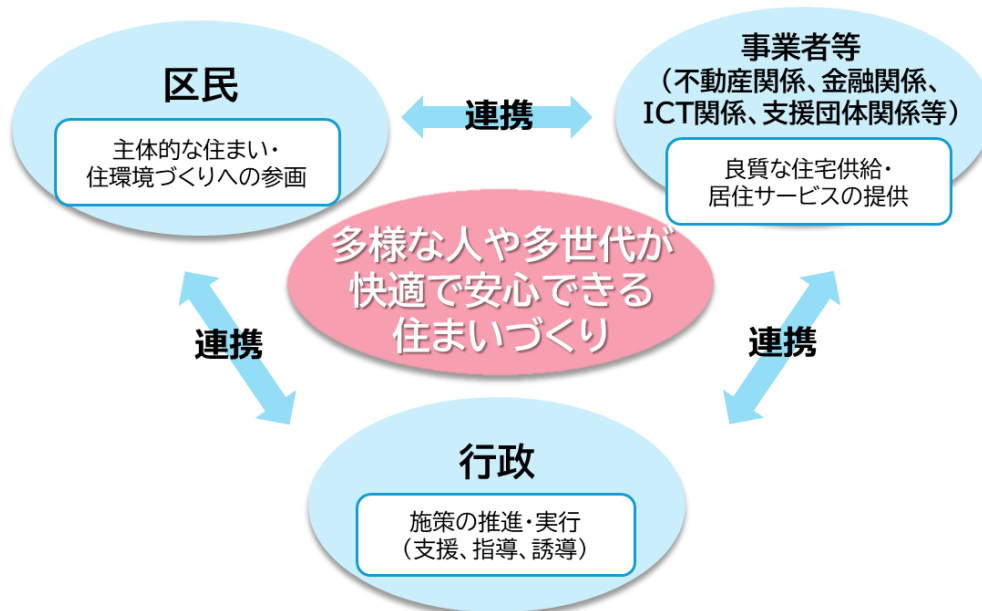 区民
主体的な住まい・
住環境づくりへの参画
連携
事業者等
（不動産関係、金融関係、
ICT関係、支援団体関係等）
良質な住宅供給・
居住サービスの提供
多様な人や多世代が
快適で安心できる
住まいづくり
連携
連携
行政
施策の推進・実行
（支援、指導、誘導）